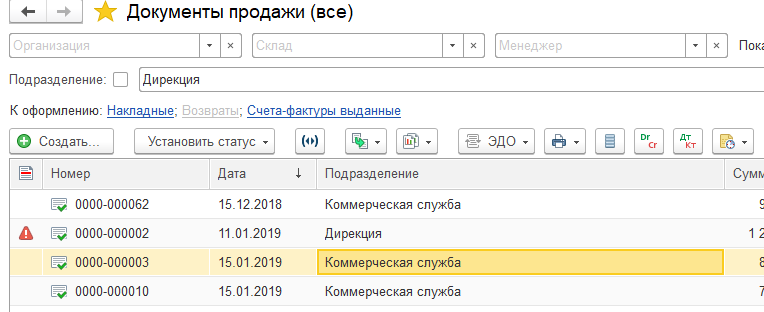 Документы продажи (все)
Организация Склад Менеджер Пока
Подразделение: Дирекция
К оформлению: Накладные; Возвраты; Счета-фактуры выданные
Создать... Установить статус ЭДО Dr Cr Дт Кт
Номер Дата ↓ Подразделение Сумм
0000-000062 15.12.2018 Коммерческая служба 9
0000-000002 11.01.2019 Дирекция 1 2
0000-000003 15.01.2019 Коммерческая служба 8
0000-000010 15.01.2019 Коммерческая служба 7